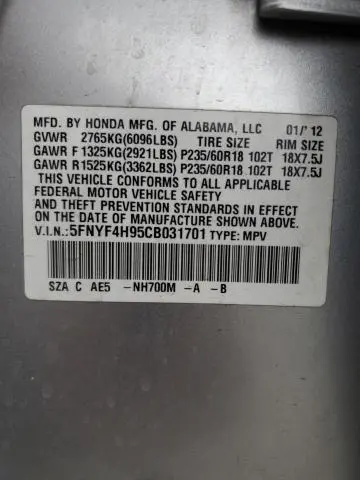 MFD. BY HONDA MFG. OF ALABAMA, LLC 01/'12
GVWR 2765KG(6096LBS) TIRE SIZE RIM SIZE
GAWR F 1325KG(2921LBS) P235/60R18 102T 18X7.5J
GAWR R 1525KG(3362LBS) P235/60R18 102T 18X7.5J
THIS VEHICLE CONFORMS TO ALL APPLICABLE
FEDERAL MOTOR VEHICLE SAFETY
AND THEFT PREVENTION STANDARDS IN EFFECT
ON THE DATE OF MANUFACTURE SHOWN ABOVE.
V.I.N.:5FNYF4H95CB031701 TYPE: MPV
SZA C AE5 -NH700M -A -B